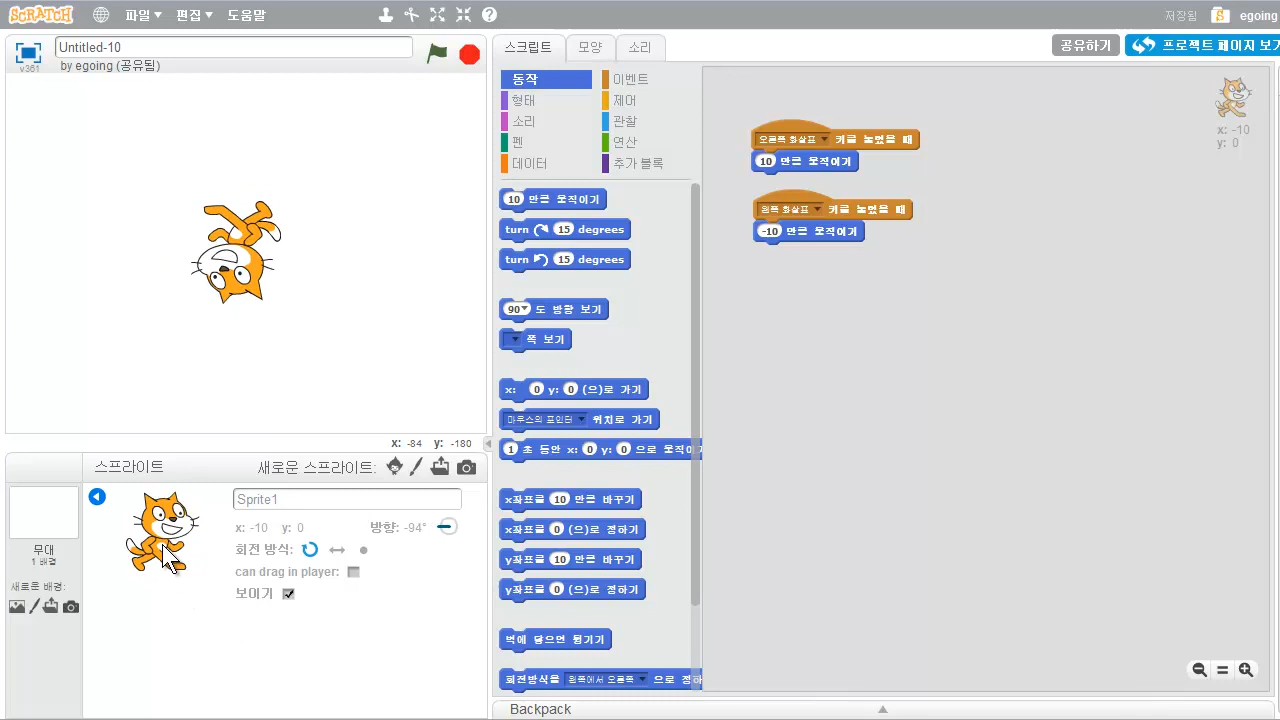 SCRATCH 파일▼ 편집▼ 도움말 저장됨 S egoing
v381 Untitled-10
by egoing (공유됨)
스크립트 모양 소리 공유하기 프로젝트 페이지 보기
동작 이벤트
형태 제어
소리 관찰
펜 연산
데이터 추가 블록
10 만큼 움직이기
turn 15 degrees
turn 15 degrees
90▼ 도 방향 보기
▼ 쪽 보기
x: 0 y: 0 (으)로 가기
마우스의 포인터 ▼ 위치로 가기
1 초 동안 x: 0 y: 0 으로 움직이기
x좌표를 10 만큼 바꾸기
x좌표를 0 (으)로 정하기
y좌표를 10 만큼 바꾸기
y좌표를 0 (으)로 정하기
벽에 닿으면 튕기기
회전방식을 왼쪽에서 오른쪽 ▼ 으로 정하
오른쪽 화살표 ▼ 키를 눌렀을 때
10 만큼 움직이기
왼쪽 화살표 ▼ 키를 눌렀을 때
-10 만큼 움직이기
x: -10
y: 0
x: -84 y: -180
스프라이트 새로운 스프라이트:
무대
1 배경
새로운 배경:
Sprite1
x: -10 y: 0 방향: -94°
회전 방식:
can drag in player:
보이기
Backpack